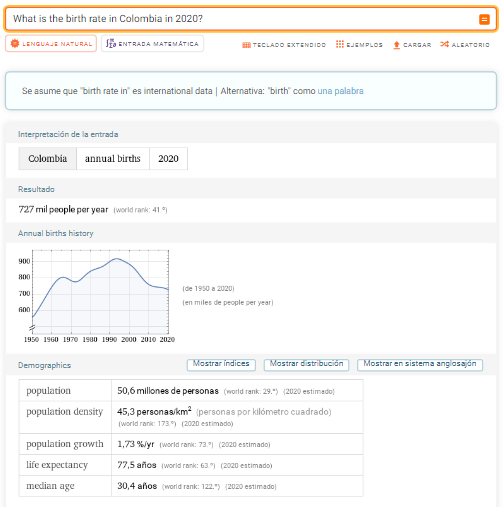 What is the birth rate in Colombia in 2020?
LENGUAJE NATURAL
ENTRADA MATEMÁTICA
TECLADO EXTENDIDO
EJEMPLOS
CARGAR
ALEATORIO
Se asume que "birth rate in" es international data | Alternativa: "birth" como una palabra
Interpretación de la entrada
Colombia annual births 2020
Resultado
727 mil people per year (world rank: 41.º)
Annual births history
900
800
700
600
1950 1960 1970 1980 1990 2000 2010 2020
(de 1950 a 2020)
(en miles de people per year)
Demographics
Mostrar índices
Mostrar distribución
Mostrar en sistema anglosajón
population 50,6 millones de personas (world rank: 29.º) (2020 estimado)
population density 45,3 personas/km² (personas por kilómetro cuadrado)
(world rank: 173.º) (2020 estimado)
population growth 1,73 %/yr (world rank: 73.º) (2020 estimado)
life expectancy 77,5 años (world rank: 63.º) (2020 estimado)
median age 30,4 años (world rank: 122.º) (2020 estimado)